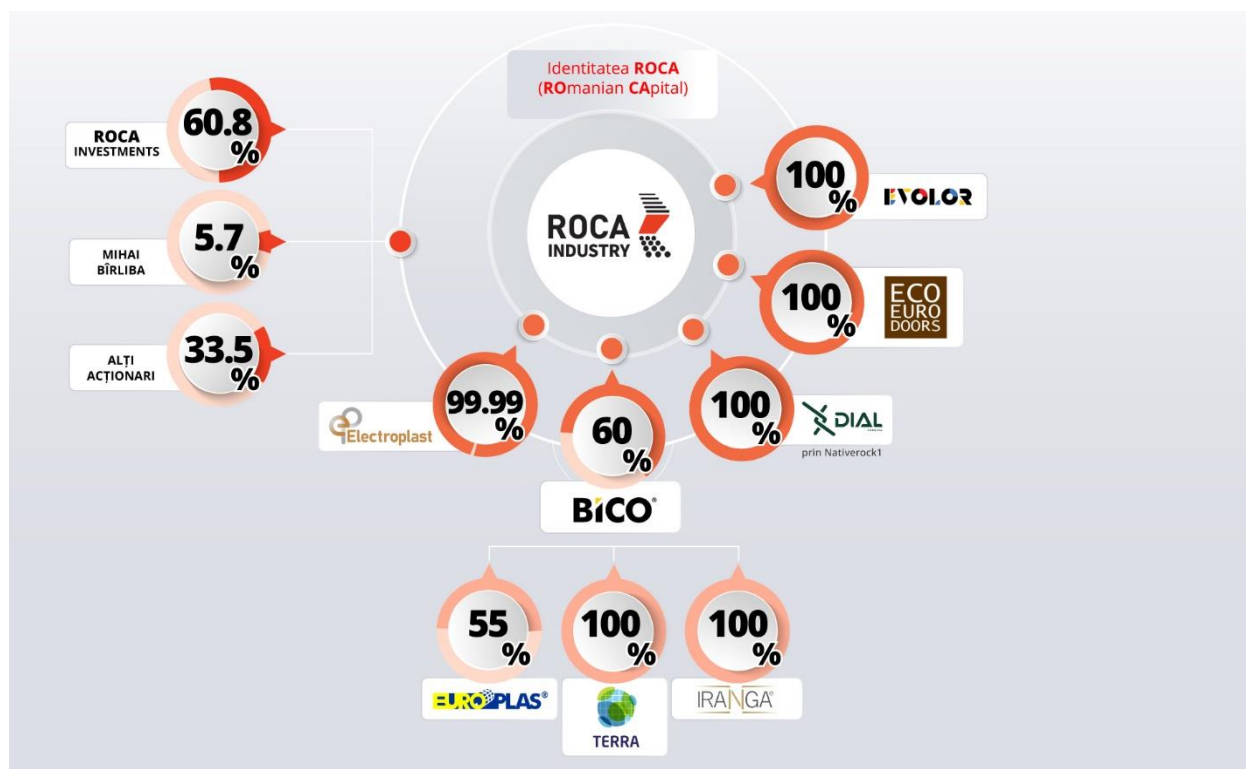 Identitatea ROCA
(ROmanian CApital)
60.8
%
ROCA
INVESTMENTS
5.7
%
MIHAI
BÎRLIBA
33.5
%
ALȚI
ACȚIONARI
ROCA
INDUSTRY
100
%
EVOLOR
100
%
ECO
EURO
DOORS
99.99
%
Electroplast
60
%
BiCO®
100
%
DIAL
prin Nativerock1
55
%
EUROPLAS®
100
%
TERRA
100
%
IRANGA®